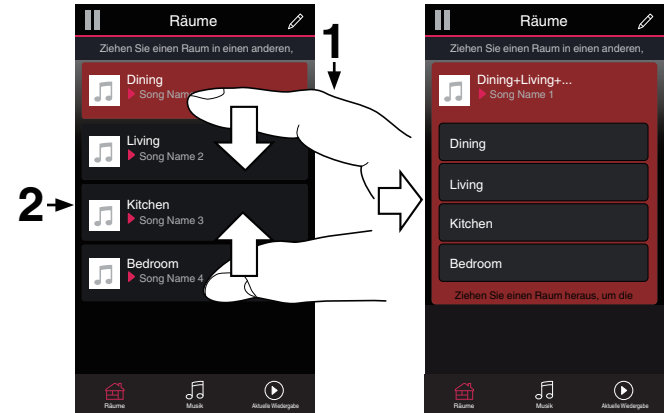 Räume
Ziehen Sie einen Raum in einen anderen,
1
Dining
Song Nam
Living
Song Name 2
2
Kitchen
Song Name 3
Bedroom
Song Name 4
Räume
Musik
Aktuelle Wiedergabe
Räume
Ziehen Sie einen Raum in einen anderen,
Dining+Living+...
Song Name 1
Dining
Living
Kitchen
Bedroom
Ziehen Sie einen Raum heraus, um die
Räume
Musik
Aktuelle Wiedergabe